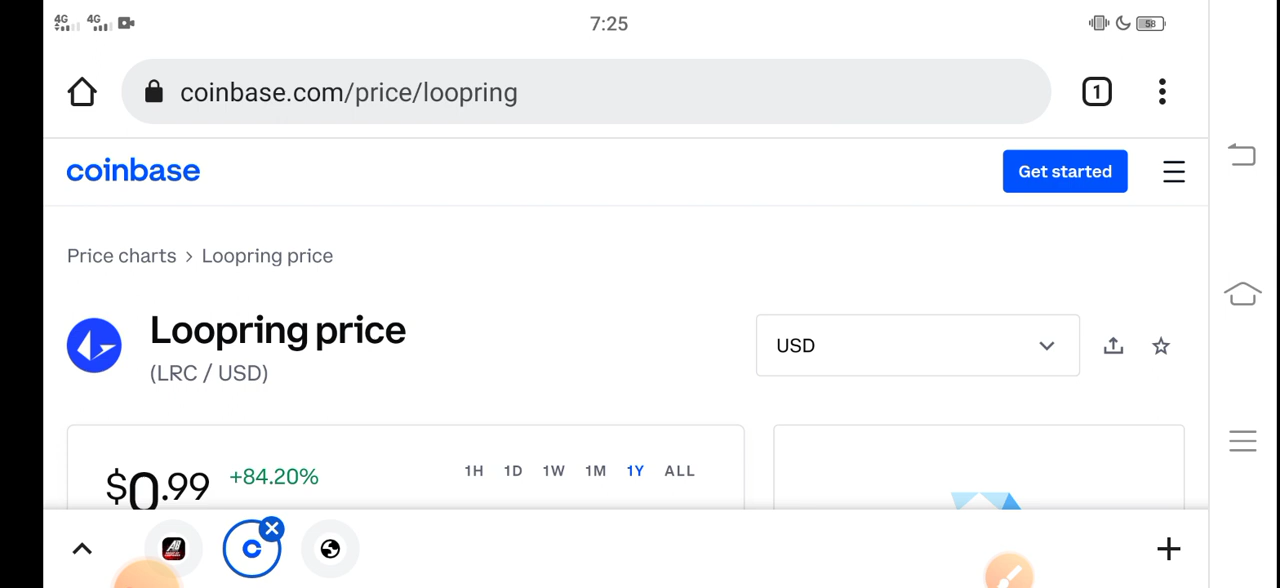 4G 4G 7:25 58
coinbase.com/price/loopring 1
coinbase Get started
Price charts > Loopring price
Loopring price
(LRC / USD)
USD
$0.99 +84.20% 1H 1D 1W 1M 1Y ALL